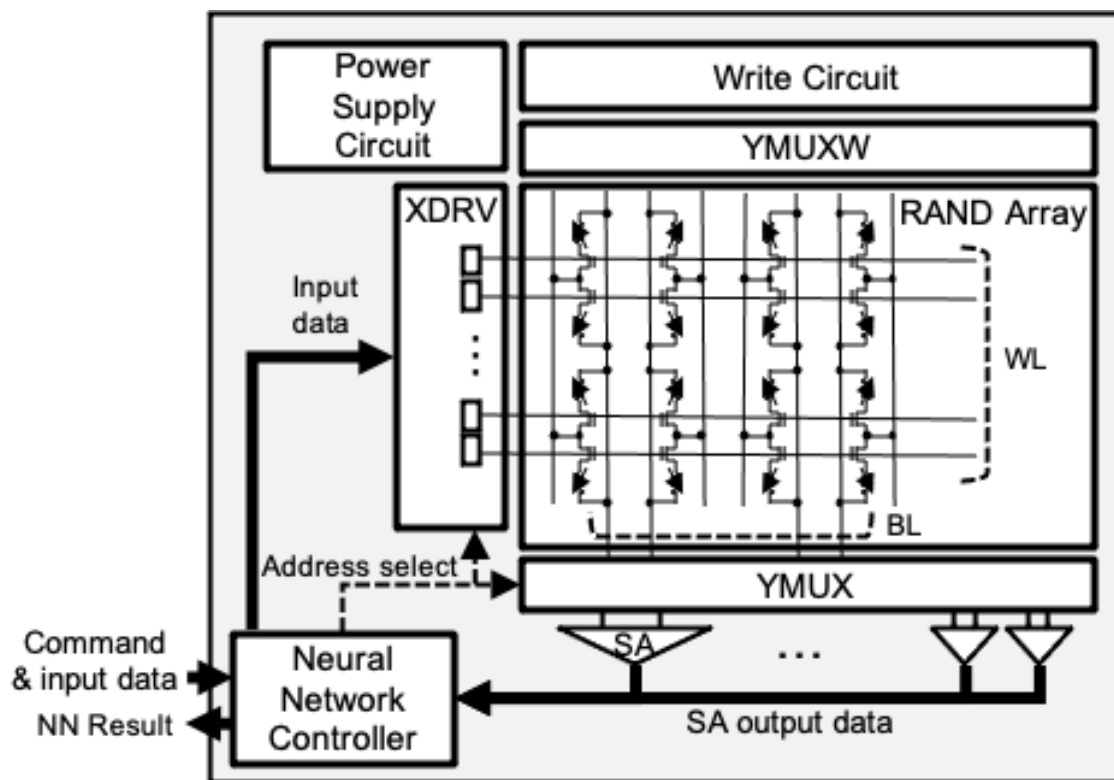 Power
Supply
Circuit
Write Circuit
YMUXW
XDRV
RAND Array
Input
data
WL
BL
Address select
YMUX
SA
...
Command
& input data
NN Result
Neural
Network
Controller
SA output data